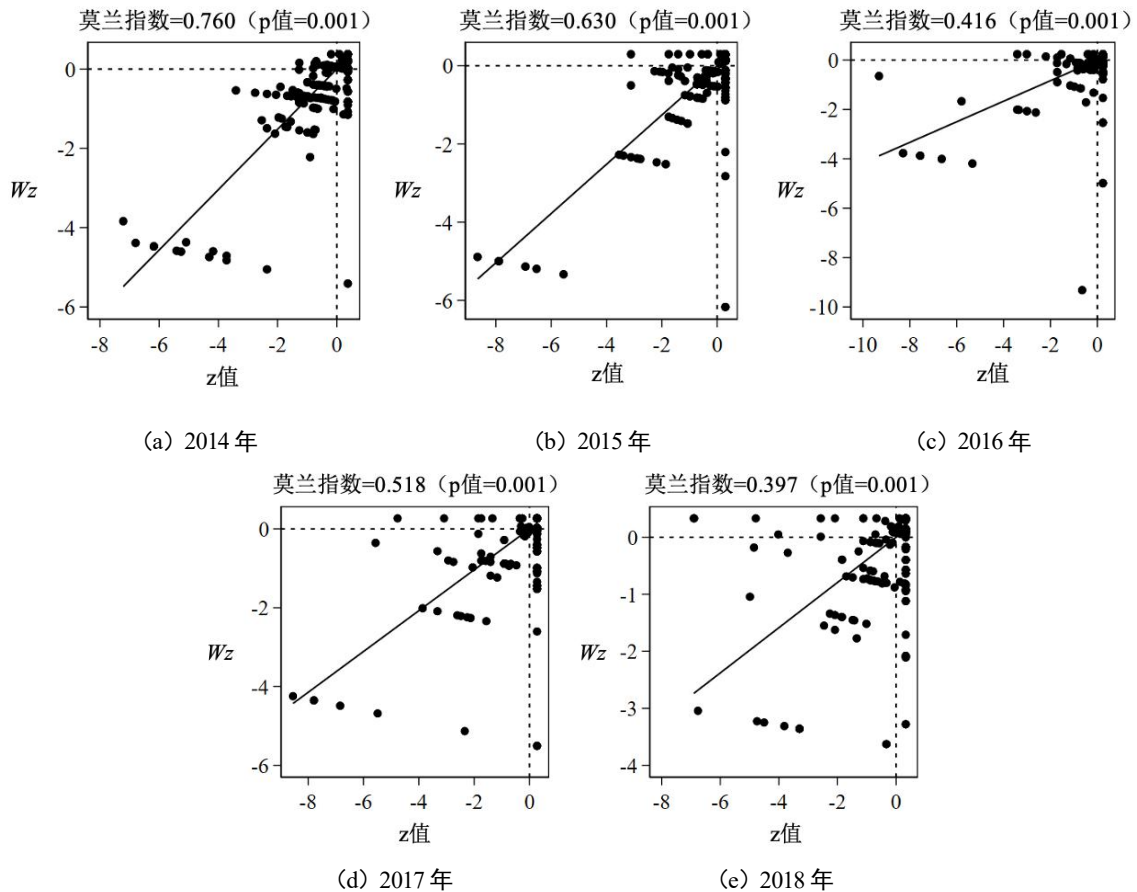 莫兰指数=0.760（p值=0.001）
0
-2
Wz
-4
-6
-8 -6 -4 -2 0
z值
（a）2014 年
莫兰指数=0.630（p值=0.001）
0
-2
Wz
-4
-6
-8 -6 -4 -2 0
z值
（b）2015 年
莫兰指数=0.416（p值=0.001）
0
-2
-4
Wz
-6
-8
-10
-10 -8 -6 -4 -2 0
z值
（c）2016 年
莫兰指数=0.518（p值=0.001）
0
-2
Wz
-4
-6
-8 -6 -4 -2 0
z值
（d）2017 年
莫兰指数=0.397（p值=0.001）
0
-1
-2
Wz
-3
-4
-8 -6 -4 -2 0
z值
（e）2018 年